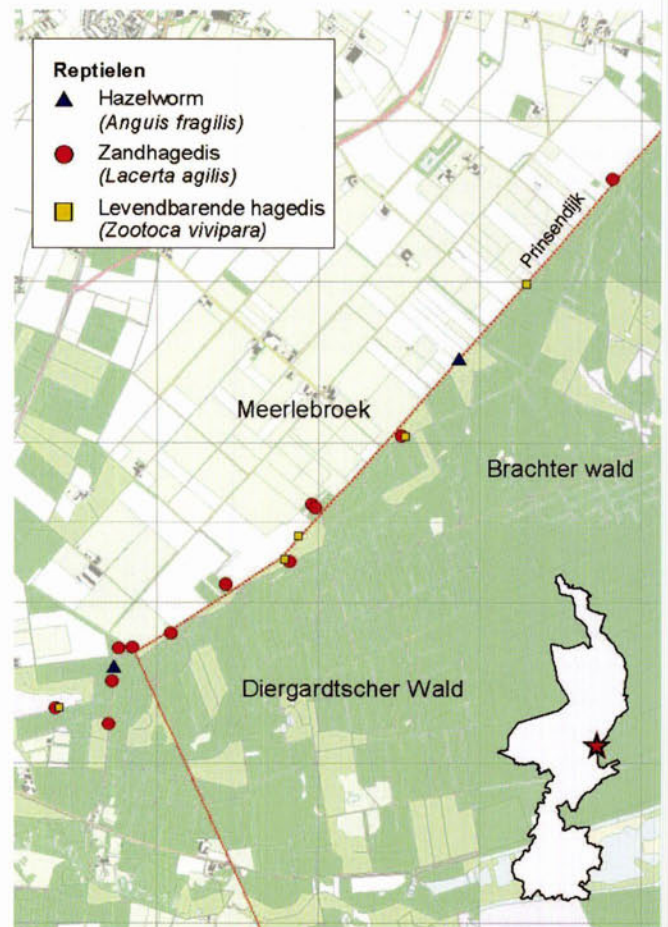 Reptielen
Hazelworm
(Anguis fragilis)
Zandhagedis
(Lacerta agilis)
Levendbarende hagedis
(Zootoca vivipara)
Prinsendijk
Meerlebroek
Brachter wald
Diergardtscher Wald